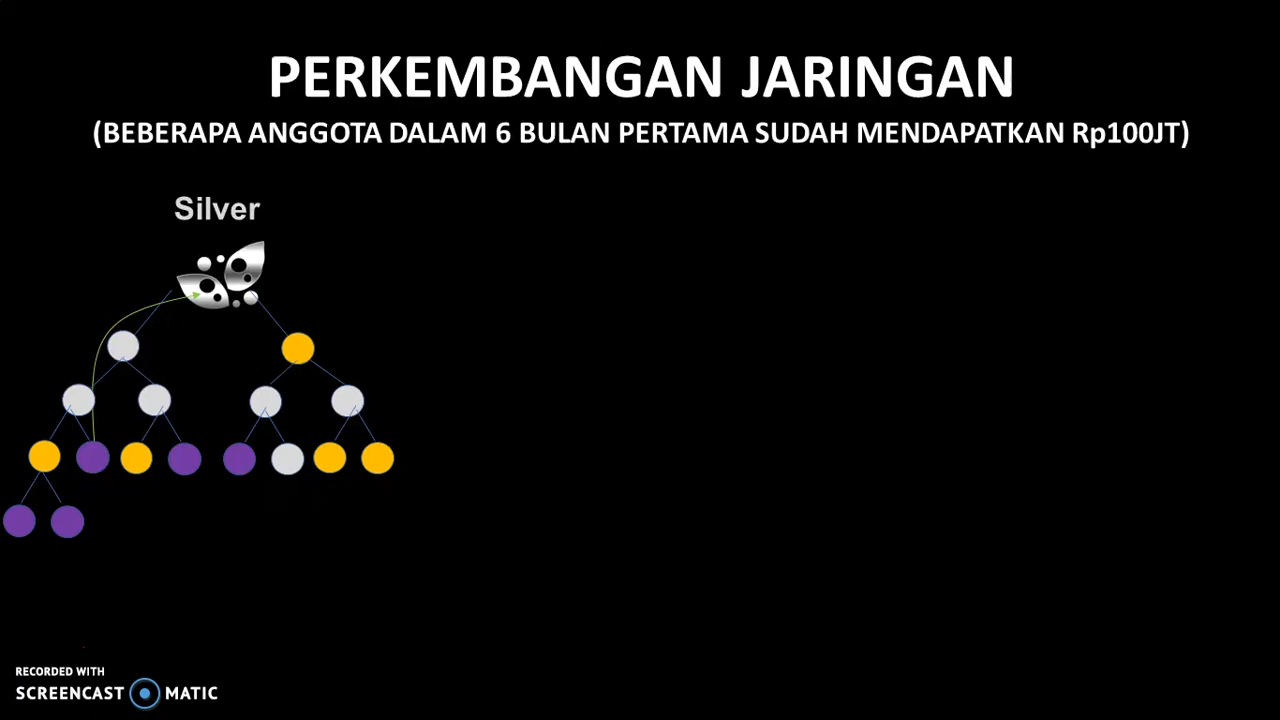 PERKEMBANGAN JARINGAN
(BEBERAPA ANGGOTA DALAM 6 BULAN PERTAMA SUDAH MENDAPATKAN Rp100JT)
Silver
RECORDED WITH
SCREENCAST MATIC